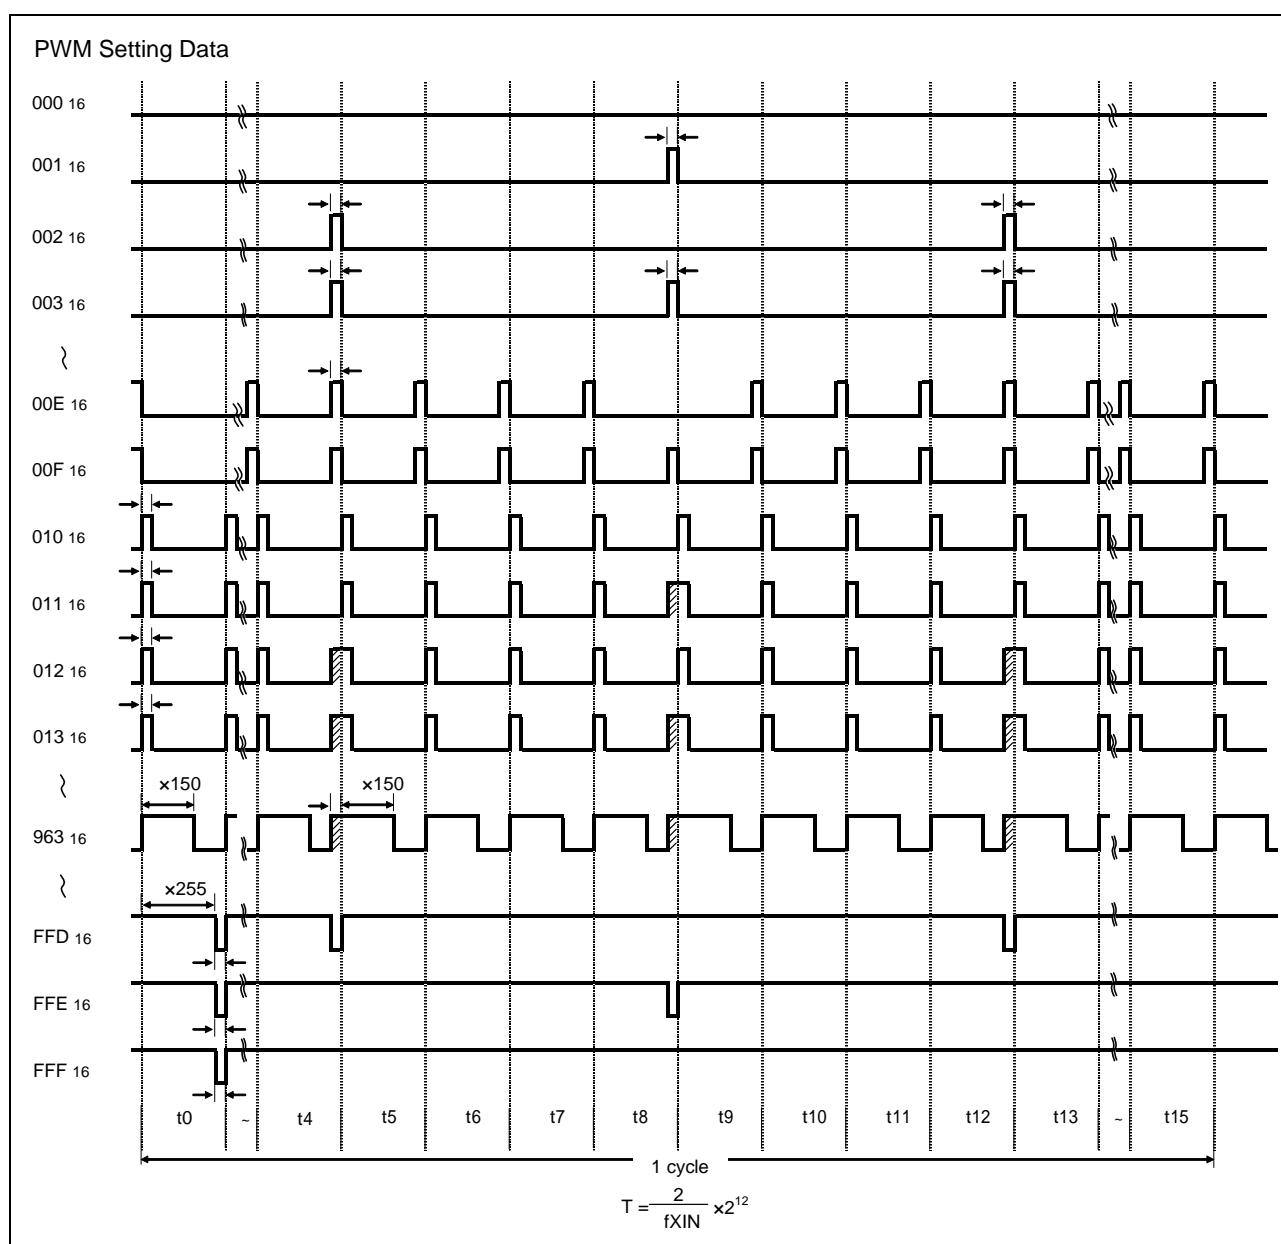 PWM Setting Data
000 16
001 16
002 16
003 16
00E 16
00F 16
010 16
011 16
012 16
013 16
×150 ×150
963 16
×255
FFD 16
FFE 16
FFF 16
t0 ~ t4 t5 t6 t7 t8 t9 t10 t11 t12 t13 ~ t15
1 cycle
T = 2 / fXIN ×2^12